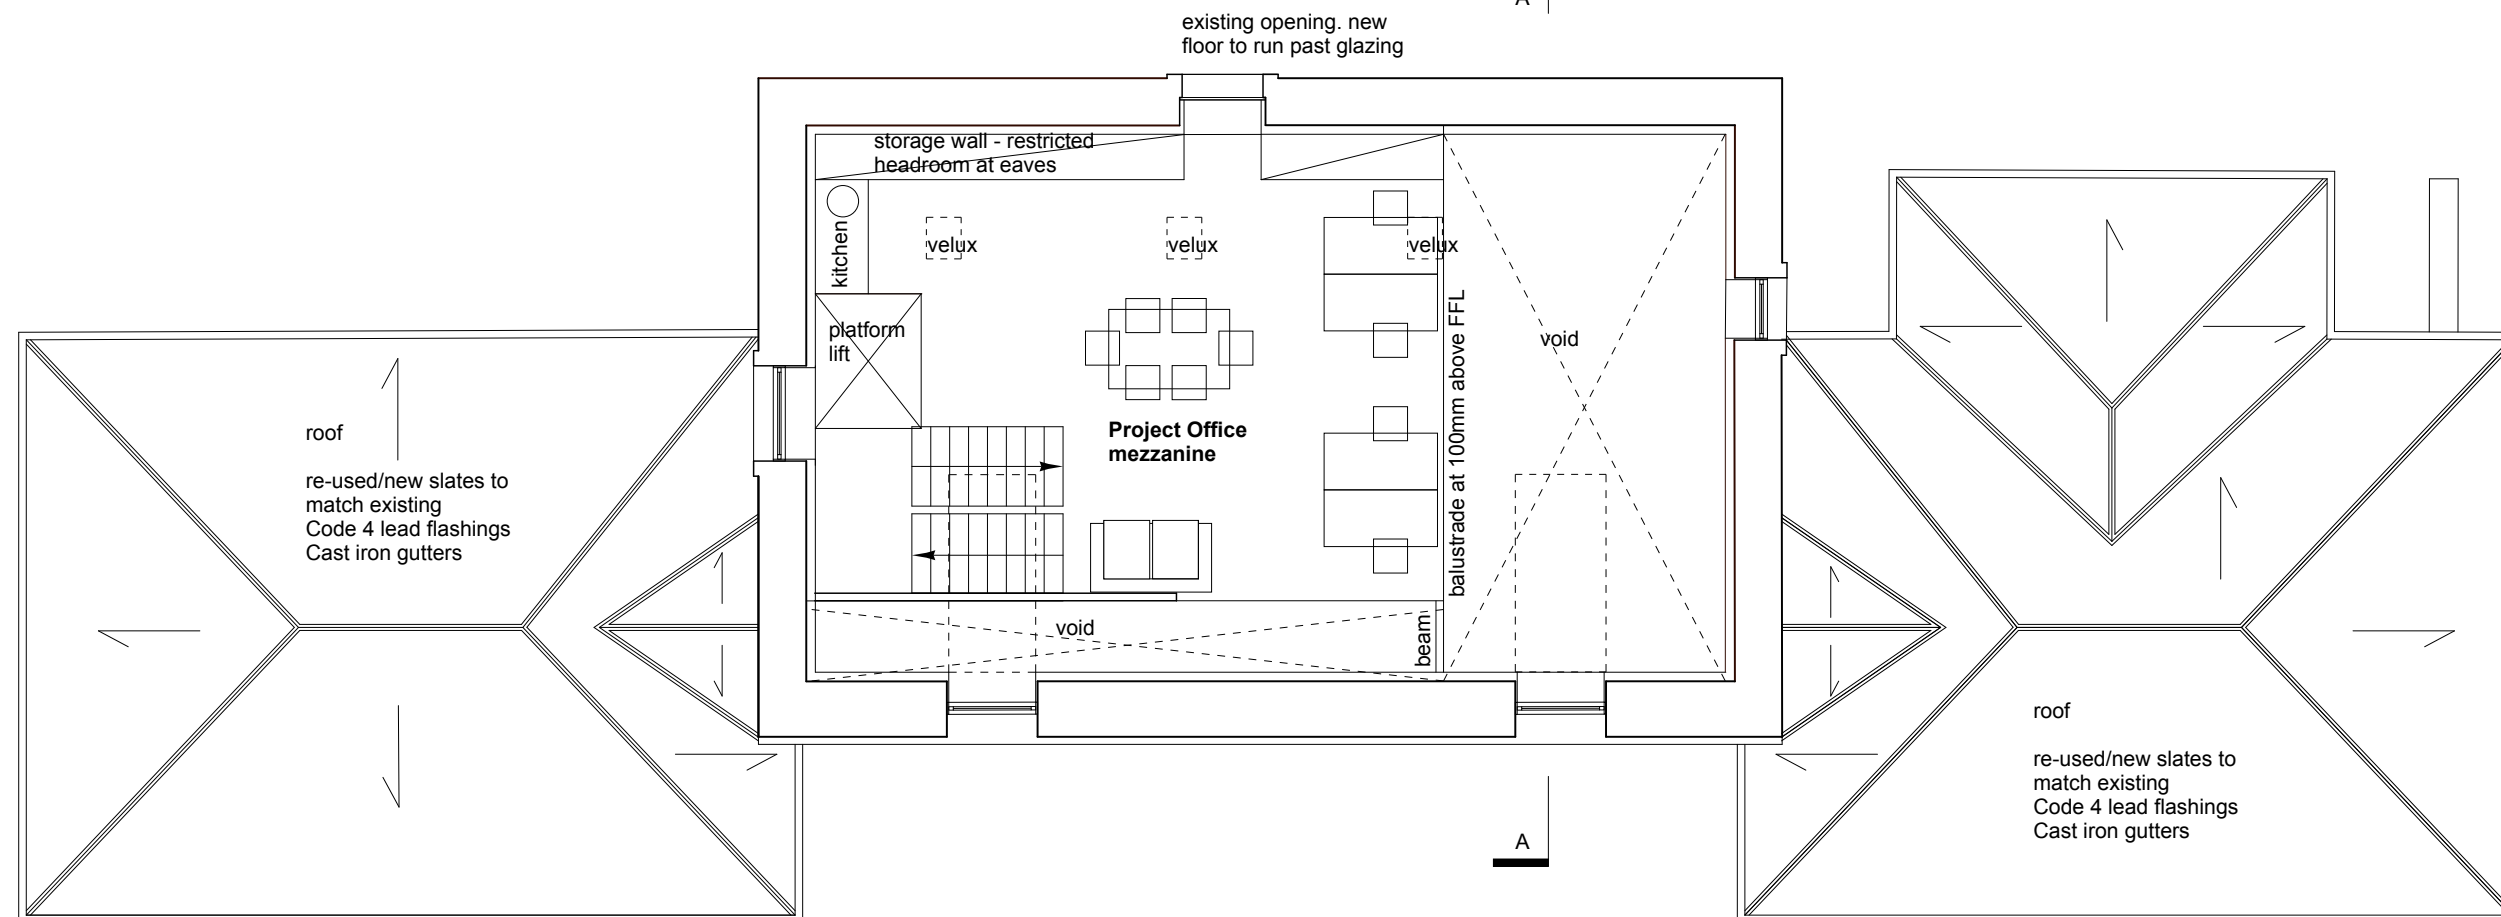 A
existing opening. new
floor to run past glazing
storage wall - restricted
headroom at eaves
kitchen
velux
velux
velux
platform
lift
void
balustrade at 100mm above FFL
Project Office
mezzanine
roof
re-used/new slates to
match existing
Code 4 lead flashings
Cast iron gutters
void
beam
roof
re-used/new slates to
match existing
Code 4 lead flashings
Cast iron gutters
A